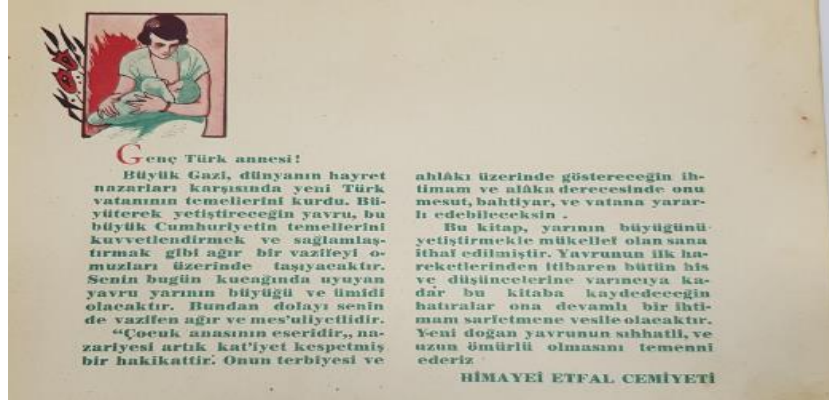 Genç Türk annesi!
Büyük Gazi, dünyanın hayret
nazarları karşısında yeni Türk
vatanının temellerini kurdu. Bü-
yüterek yetiştireceğin yavru, bu
büyük Cumhuriyetin temellerini
kuvvetlendirmek ve sağlamlaş-
tırmak gibi ağır bir vazifeyi o-
muzları üzerinde taşıyacaktır.
Senin bugün kucağında uyuyan
yavru yarının büyüğü ve ümidi
olacaktır. Bundan dolayı senin
de vazifen ağır ve mes'uliyetlidir.
“Çocuk anasının eseridir„ na-
zariyesi artık kat'iyet kespetmiş
bir hakikattir. Onun terbiyesi ve
ahlâkı üzerinde göstereceğin ih-
timam ve alâka derecesinde onu
mesut, bahtiyar, ve vatana yarar-
lı edebileceksin .
Bu kitap, yarının büyüğünü
yetiştirmekle mükellef olan sana
ithaf edilmiştir. Yavrunun ilk ha-
reketlerinden itibaren bütün his
ve düşüncelerine varıncıya ka-
dar bu kitaba kaydedeceğin
hatıralar ona devamlı bir ihti-
mam sarfetmene vesile olacaktır.
Yeni doğan yavrunun sıhhatli, ve
uzun ömürlü olmasını temenni
ederiz
HİMAYEİ ETFAL CEMİYETİ